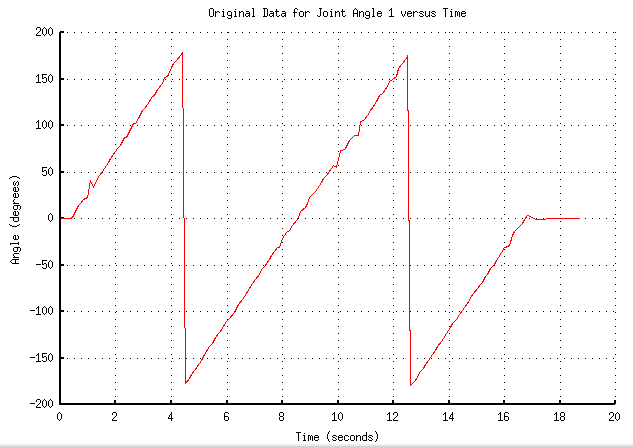 Original Data for Joint Angle 1 versus Time
200
150
100
50
0
-50
-100
-150
-200
Angle (degrees)
0 2 4 6 8 10 12 14 16 18 20
Time (seconds)